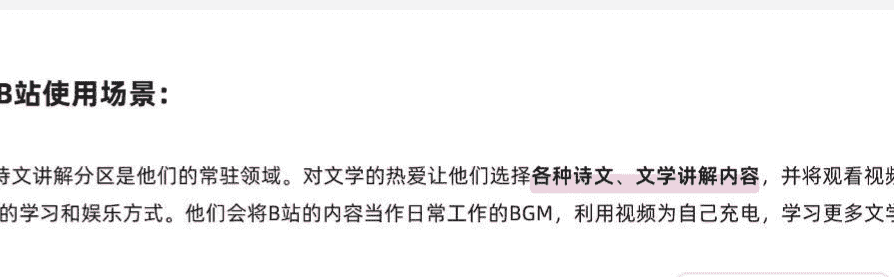 B站使用场景：
诗文讲解分区是他们的常驻领域。对文学的热爱让他们选择各种诗文、文学讲解内容，并将观看视频
的学习和娱乐方式。他们会将B站的内容当作日常工作的BGM，利用视频为自己充电，学习更多文学